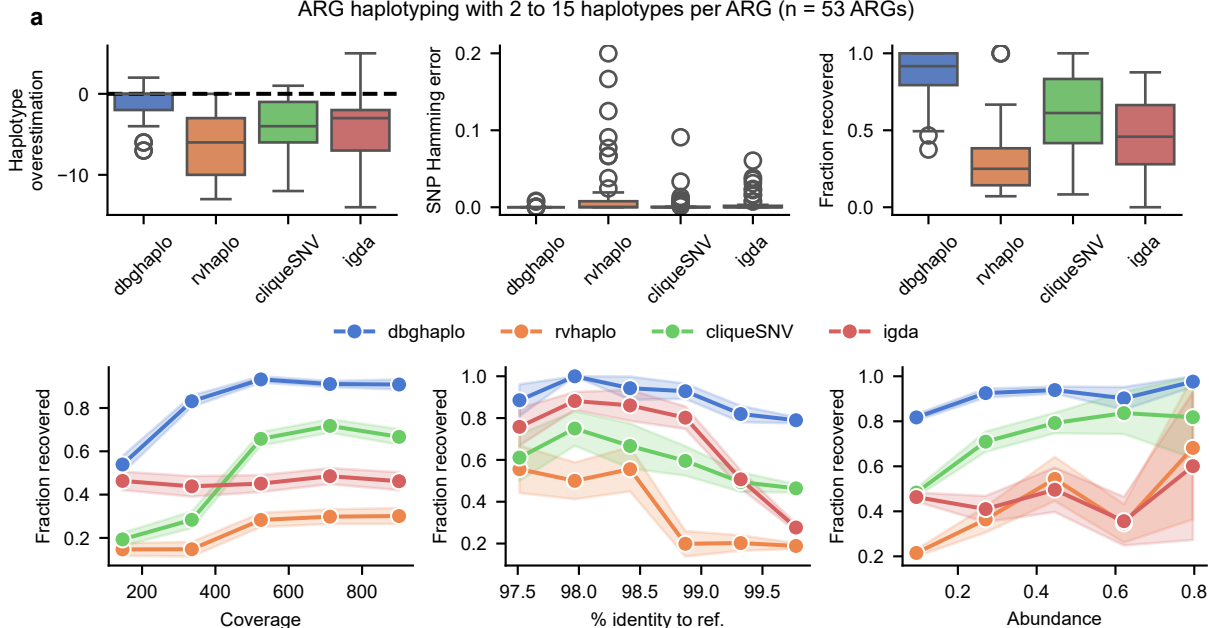 a
ARG haplotyping with 2 to 15 haplotypes per ARG (n = 53 ARGs)
Haplotype
overestimation
0
−10
dbghaplo
rvhaplo
cliqueSNV
igda
SNP Hamming error
0.2
0.1
0.0
dbghaplo
rvhaplo
cliqueSNV
igda
Fraction recovered
1.0
0.5
0.0
dbghaplo
rvhaplo
cliqueSNV
igda
dbghaplo rvhaplo cliqueSNV igda
Fraction recovered
0.8
0.6
0.4
0.2
200 400 600 800
Coverage
Fraction recovered
1.0
0.8
0.6
0.4
0.2
97.5 98.0 98.5 99.0 99.5
% identity to ref.
Fraction recovered
1.0
0.8
0.6
0.4
0.2
0.2 0.4 0.6 0.8
Abundance